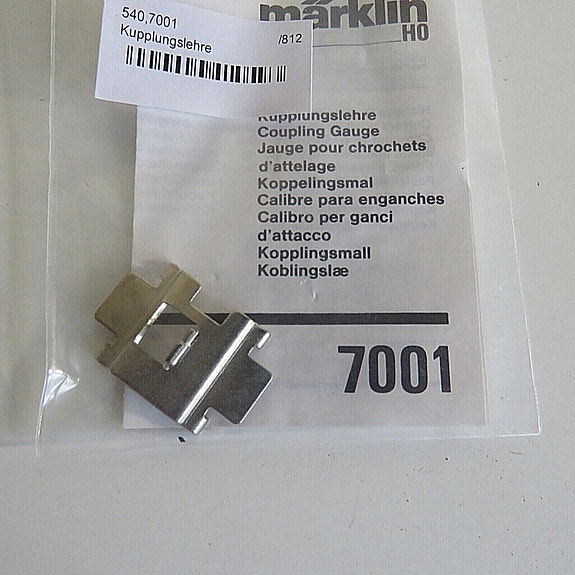 540,7001
Kupplungslehre
/812
märklin
HO
Kupplungslehre
Coupling Gauge
Jauge pour chrochets
d'attelage
Koppelingsmal
Calibre para enganches
Calibro per ganci
d'attacco
Kopplingsmall
Koblingslæ
7001